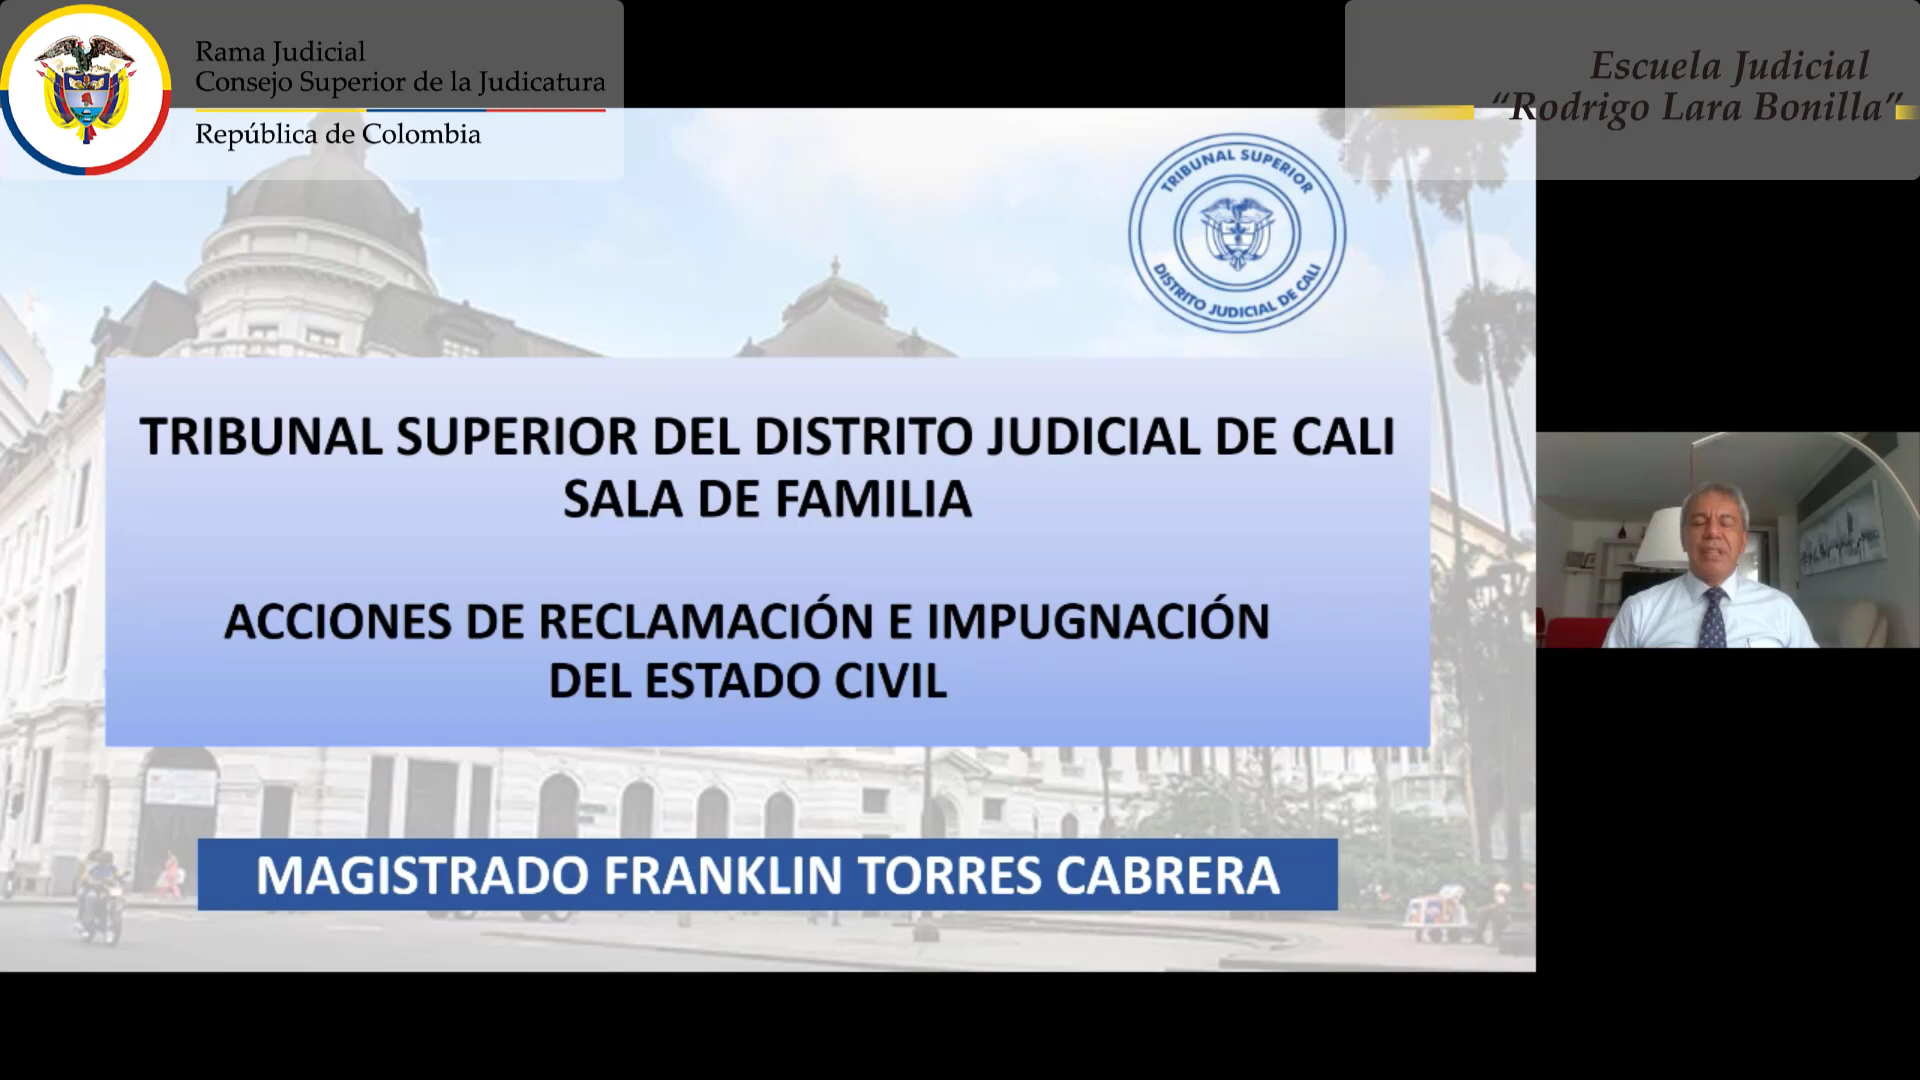 Rama Judicial
Consejo Superior de la Judicatura
República de Colombia
Escuela Judicial
“Rodrigo Lara Bonilla”
TRIBUNAL SUPERIOR
DISTRITO JUDICIAL DE CALI
TRIBUNAL SUPERIOR DEL DISTRITO JUDICIAL DE CALI
SALA DE FAMILIA
ACCIONES DE RECLAMACIÓN E IMPUGNACIÓN
DEL ESTADO CIVIL
MAGISTRADO FRANKLIN TORRES CABRERA